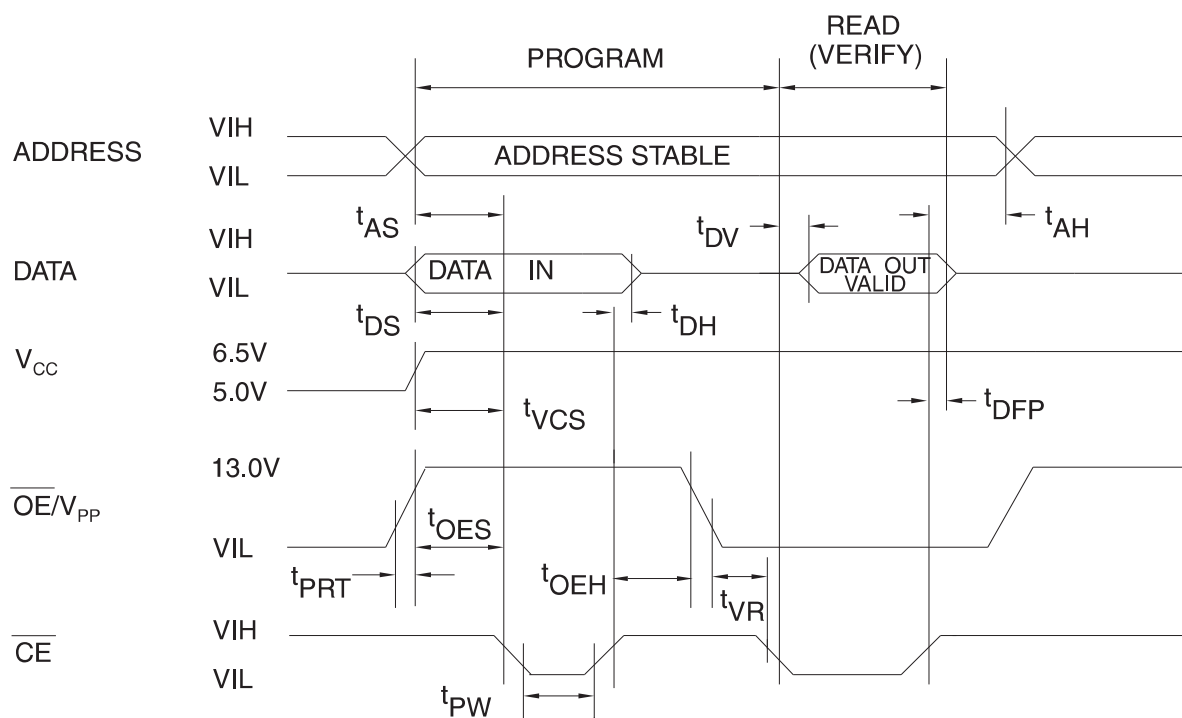 READ
(VERIFY)
PROGRAM
ADDRESS
VIH
VIL
ADDRESS STABLE
tAS
tDV
tAH
DATA
VIH
VIL
DATA IN
DATA OUT
VALID
tDS
tDH
VCC
6.5V
5.0V
tVCS
tDFP
OE/VPP
13.0V
VIL
tOES
tPRT
tOEH
tVR
CE
VIH
VIL
tPW